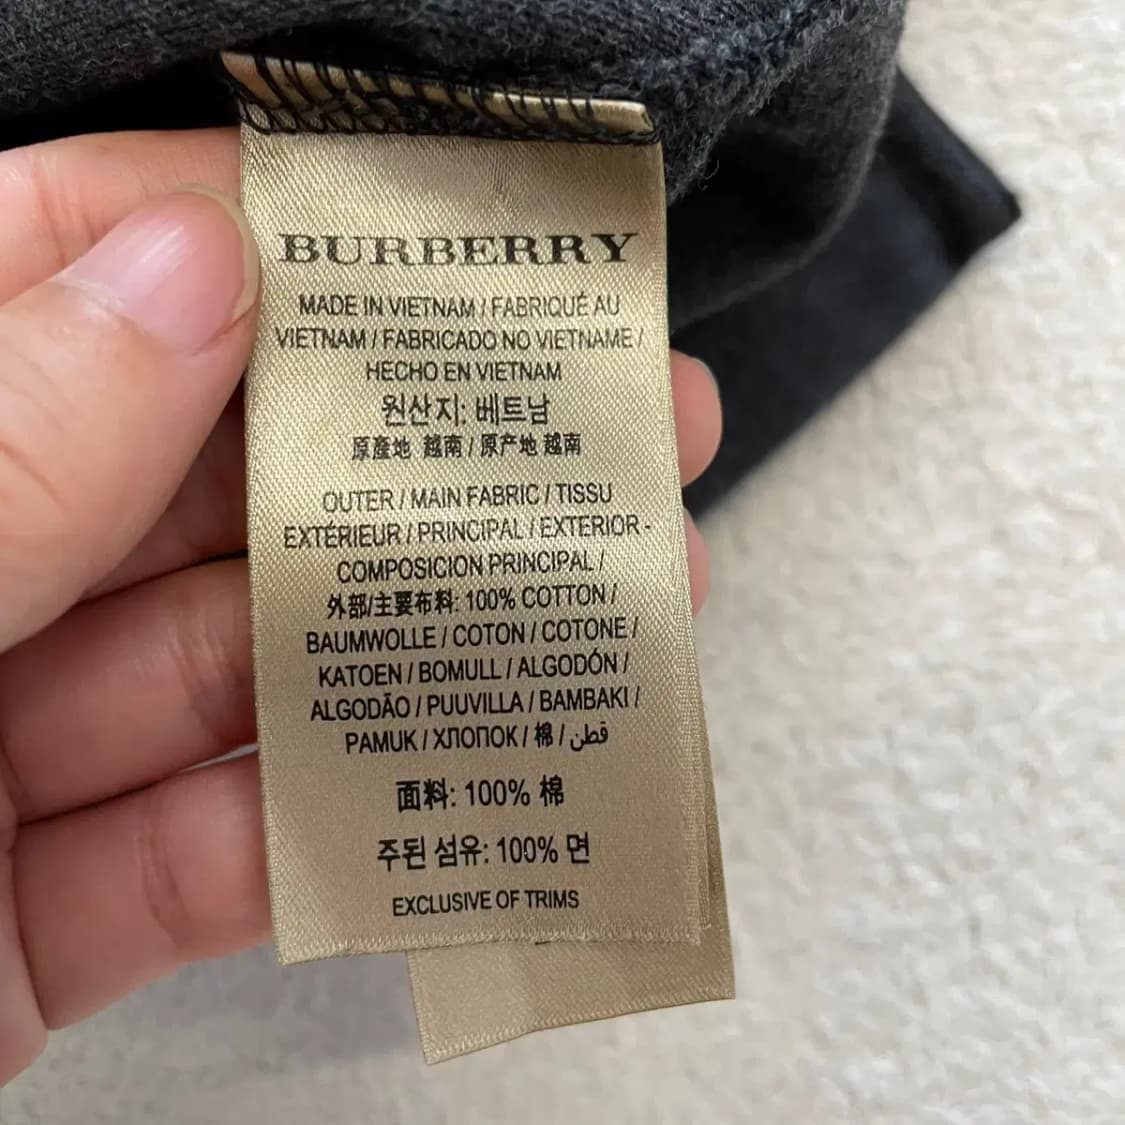 BURBERRY
MADE IN VIETNAM / FABRIQUÉ AU
VIETNAM / FABRICADO NO VIETNAME /
HECHO EN VIETNAM
원산지: 베트남
原產地 越南 / 原产地 越南
OUTER / MAIN FABRIC / TISSU
EXTÉRIEUR / PRINCIPAL / EXTERIOR -
COMPOSICION PRINCIPAL /
外部/主要布料: 100% COTTON /
BAUMWOLLE / COTON / COTONE /
KATOEN / BOMULL / ALGODÓN /
ALGODÃO / PUUVILLA / BAMBAKI /
PAMUK / ХЛОПОК / 棉 / قطن
面料: 100% 棉
주된 섬유: 100% 면
EXCLUSIVE OF TRIMS